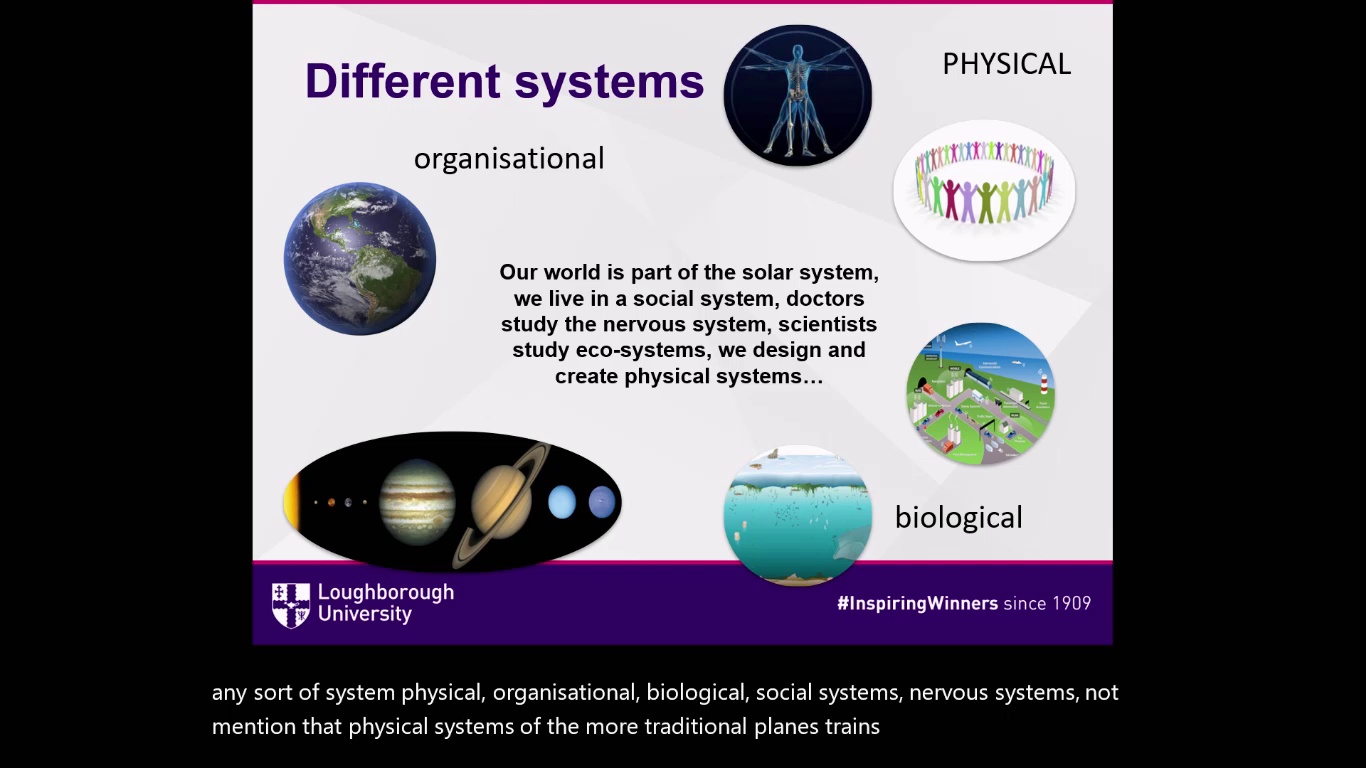 Different systems
PHYSICAL
organisational
Our world is part of the solar system,
we live in a social system, doctors
study the nervous system, scientists
study eco-systems, we design and
create physical systems…
biological
Loughborough
University
#InspiringWinners since 1909
any sort of system physical, organisational, biological, social systems, nervous systems, not
mention that physical systems of the more traditional planes trains